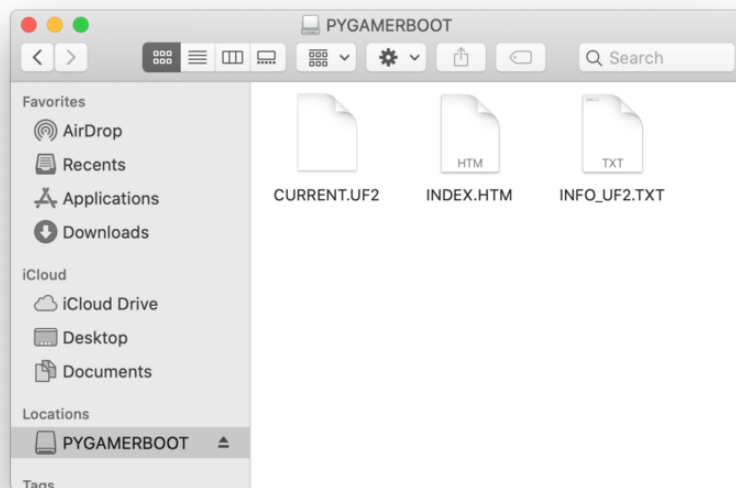 PYGAMERBOOT
Search
Favorites
AirDrop
Recents
Applications
Downloads
iCloud
iCloud Drive
Desktop
Documents
Locations
PYGAMERBOOT
Tags
HTM
TXT
CURRENT.UF2
INDEX.HTM
INFO_UF2.TXT